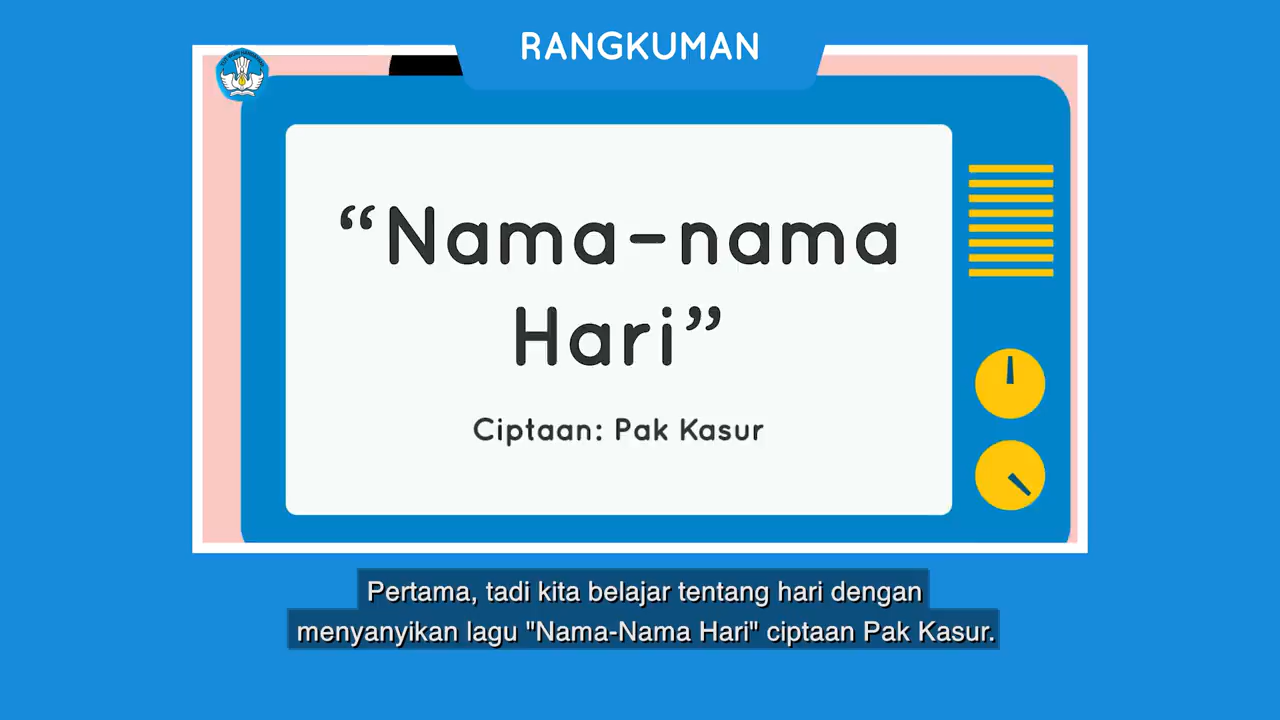 RANGKUMAN
“Nama-nama
Hari”
Ciptaan: Pak Kasur
Pertama, tadi kita belajar tentang hari dengan
menyanyikan lagu "Nama-Nama Hari" ciptaan Pak Kasur.